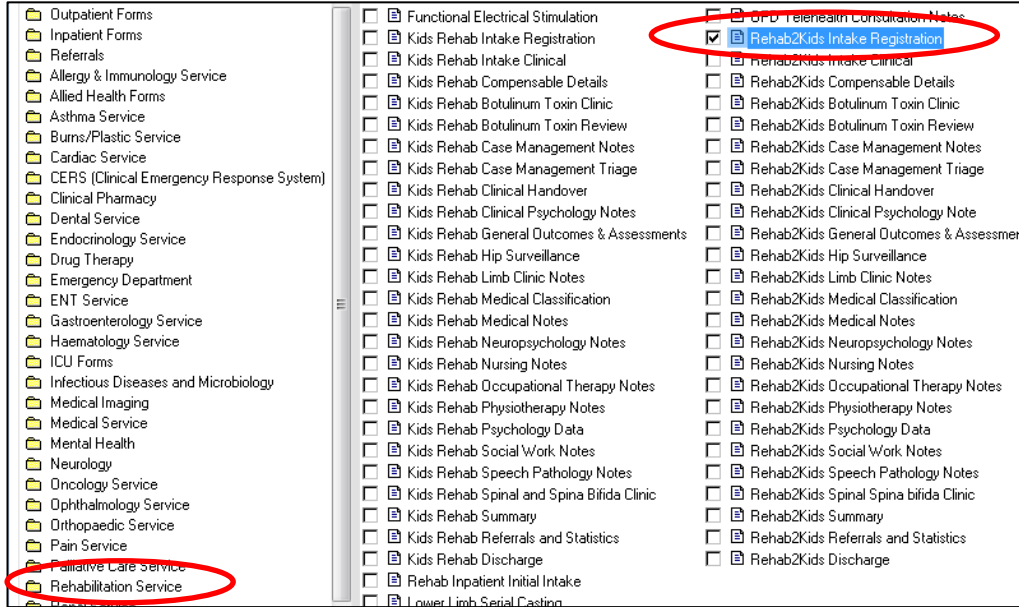 Outpatient Forms
Inpatient Forms
Referrals
Allergy & Immunology Service
Allied Health Forms
Asthma Service
Burns/Plastic Service
Cardiac Service
CERS (Clinical Emergency Response System)
Clinical Pharmacy
Dental Service
Endocrinology Service
Drug Therapy
Emergency Department
ENT Service
Gastroenterology Service
Haematology Service
ICU Forms
Infectious Diseases and Microbiology
Medical Imaging
Medical Service
Mental Health
Neurology
Oncology Service
Ophthalmology Service
Orthopaedic Service
Pain Service
Palliative Care Service
Rehabilitation Service
Functional Electrical Stimulation
Kids Rehab Intake Registration
Kids Rehab Intake Clinical
Kids Rehab Compensable Details
Kids Rehab Botulinum Toxin Clinic
Kids Rehab Botulinum Toxin Review
Kids Rehab Case Management Notes
Kids Rehab Case Management Triage
Kids Rehab Clinical Handover
Kids Rehab Clinical Psychology Notes
Kids Rehab General Outcomes & Assessments
Kids Rehab Hip Surveillance
Kids Rehab Limb Clinic Notes
Kids Rehab Medical Classification
Kids Rehab Medical Notes
Kids Rehab Neuropsychology Notes
Kids Rehab Nursing Notes
Kids Rehab Occupational Therapy Notes
Kids Rehab Physiotherapy Notes
Kids Rehab Psychology Data
Kids Rehab Social Work Notes
Kids Rehab Speech Pathology Notes
Kids Rehab Spinal and Spina Bifida Clinic
Kids Rehab Summary
Kids Rehab Referrals and Statistics
Kids Rehab Discharge
Rehab Inpatient Initial Intake
Lower Limb Serial Casting
OPD Telehealth Consultation Notes
Rehab2Kids Intake Registration
Rehab2Kids Intake Clinical
Rehab2Kids Compensable Details
Rehab2Kids Botulinum Toxin Clinic
Rehab2Kids Botulinum Toxin Review
Rehab2Kids Case Management Notes
Rehab2Kids Case Management Triage
Rehab2Kids Clinical Handover
Rehab2Kids Clinical Psychology Note
Rehab2Kids General Outcomes & Assessmen
Rehab2Kids Hip Surveillance
Rehab2Kids Limb Clinic Notes
Rehab2Kids Medical Classification
Rehab2Kids Medical Notes
Rehab2Kids Neuropsychology Notes
Rehab2Kids Nursing Notes
Rehab2Kids Occupational Therapy Notes
Rehab2Kids Physiotherapy Notes
Rehab2Kids Psychology Data
Rehab2Kids Social Work Notes
Rehab2Kids Speech Pathology Notes
Rehab2Kids Spinal Spina bifida Clinic
Rehab2Kids Summary
Rehab2Kids Referrals and Statistics
Rehab2Kids Discharge